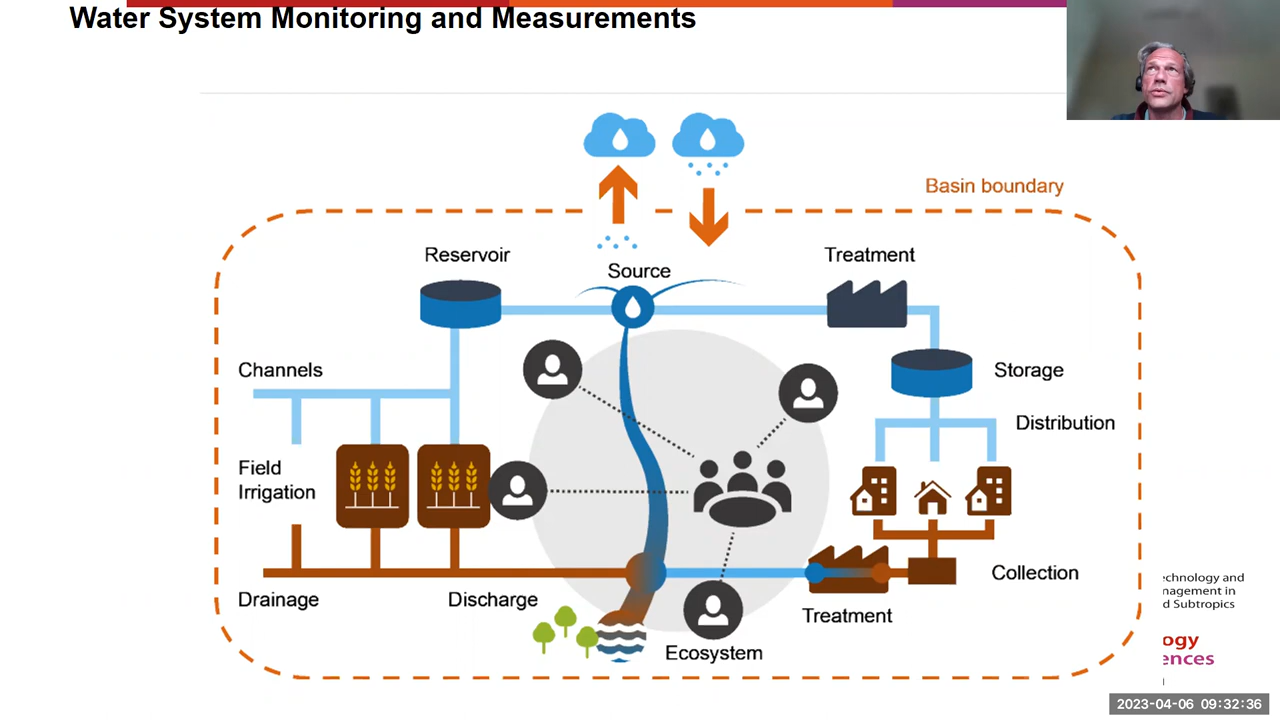 Water System Monitoring and Measurements
Basin boundary
Reservoir
Source
Treatment
Channels
Storage
Distribution
Field
Irrigation
Collection
Drainage
Discharge
Treatment
Ecosystem
echnology and
nagement in
d Subtropics
ogy
ences
2023-04-06 09:32:36